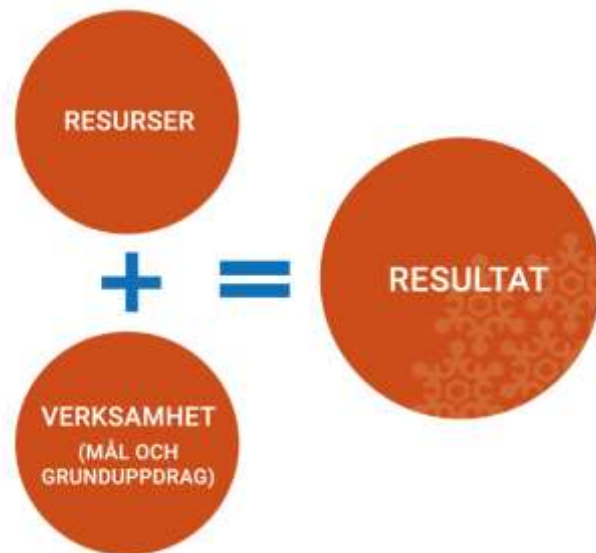 RESURSER
+
=
RESULTAT
VERKSAMHET
(MÅL OCH
GRUNDUPPDRAG)